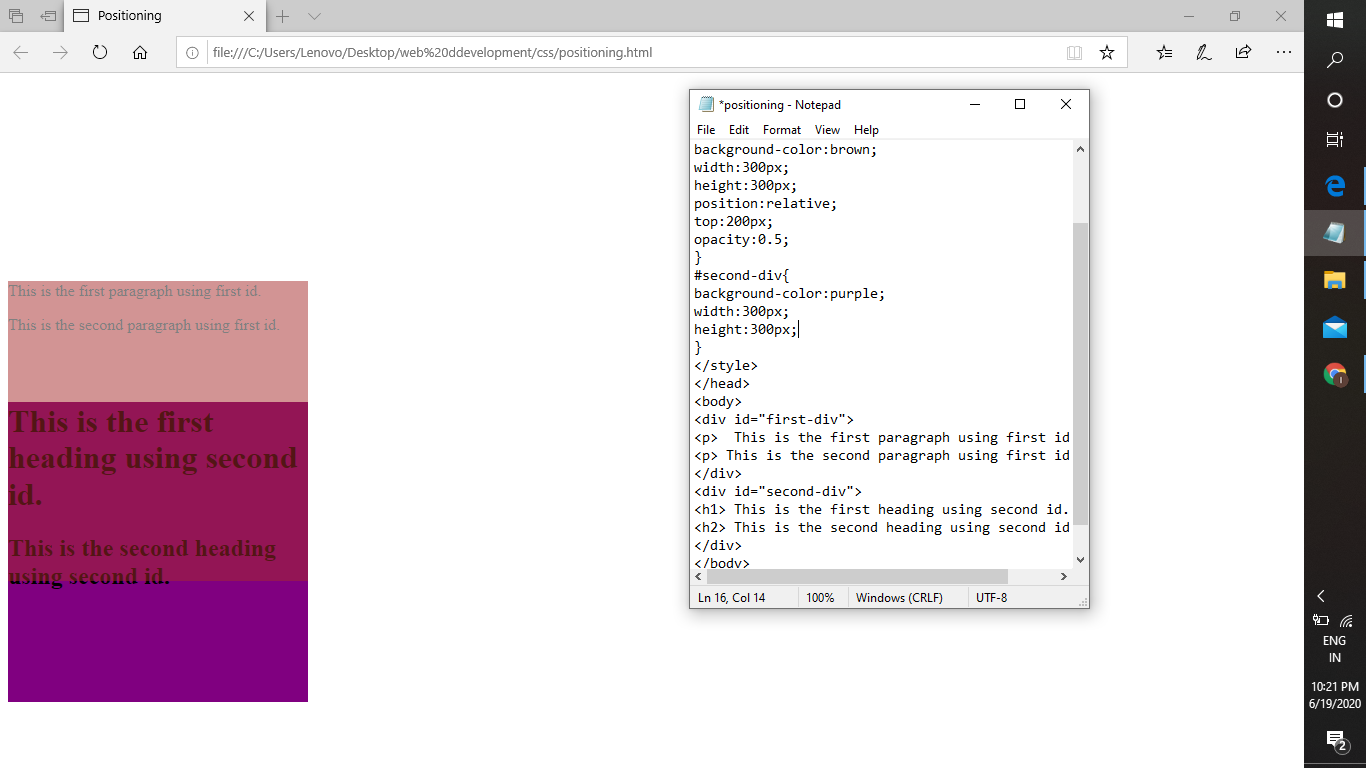 Positioning
file:///C:/Users/Lenovo/Desktop/web%20ddevelopment/css/positioning.html
This is the first paragraph using first id.
This is the second paragraph using first id.
This is the first
heading using second
id.
This is the second heading
using second id.
*positioning - Notepad
File Edit Format View Help
background-color:brown;
width:300px;
height:300px;
position:relative;
top:200px;
opacity:0.5;
}
#second-div{
background-color:purple;
width:300px;
height:300px;
}
</style>
</head>
<body>
<div id="first-div">
<p>  This is the first paragraph using first id
<p> This is the second paragraph using first id
</div>
<div id="second-div">
<h1> This is the first heading using second id.
<h2> This is the second heading using second id
</div>
</body>
Ln 16, Col 14 100% Windows (CRLF) UTF-8
I
ENG
IN
10:21 PM
6/19/2020
2